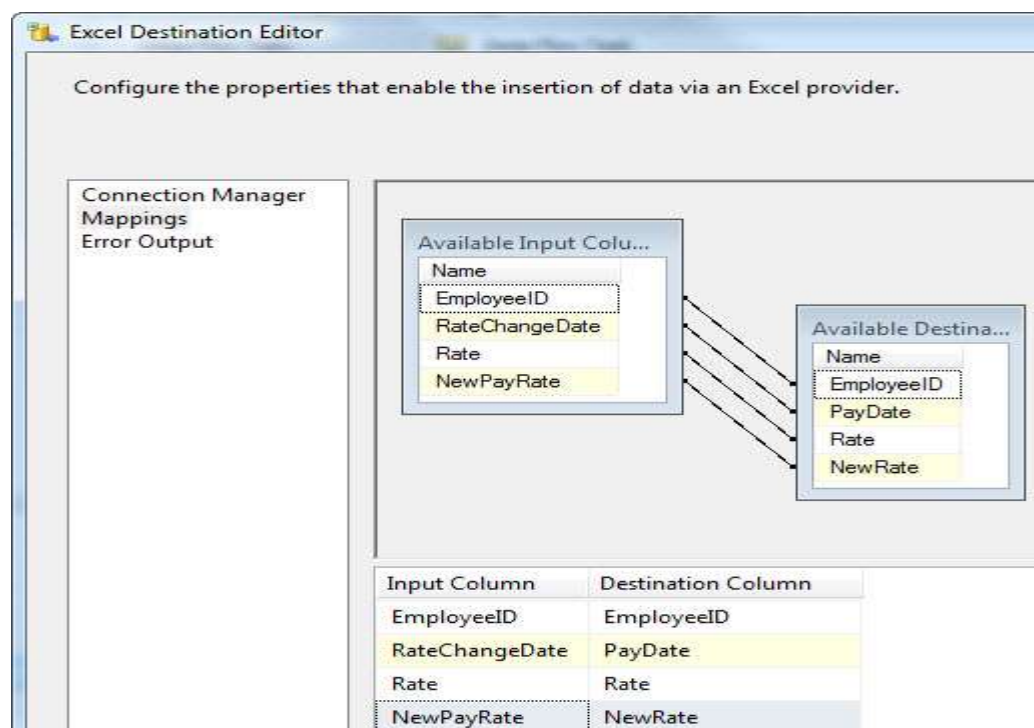 Excel Destination Editor
Configure the properties that enable the insertion of data via an Excel provider.
Connection Manager
Mappings
Error Output
Available Input Colu...
Name
EmployeeID
RateChangeDate
Rate
NewPayRate
Available Destina...
Name
EmployeeID
PayDate
Rate
NewRate
Input Column Destination Column
EmployeeID EmployeeID
RateChangeDate PayDate
Rate Rate
NewPayRate NewRate